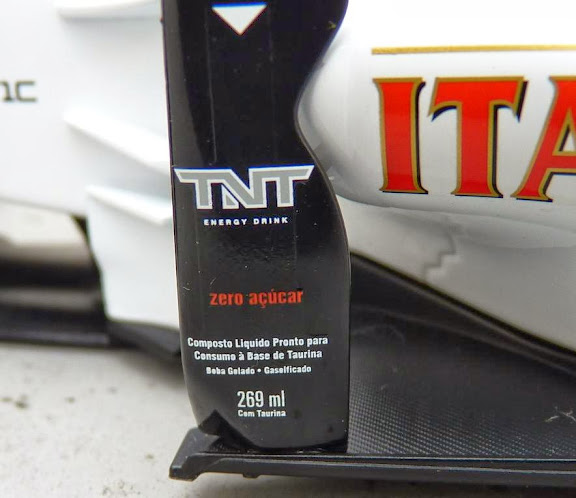 1C
ITA
TNT
ENERGY DRINK
zero açúcar
Composto Líquido Pronto para
Consumo à Base de Taurina
Beba Gelado • Gaseificado
269 ml
Com Taurina